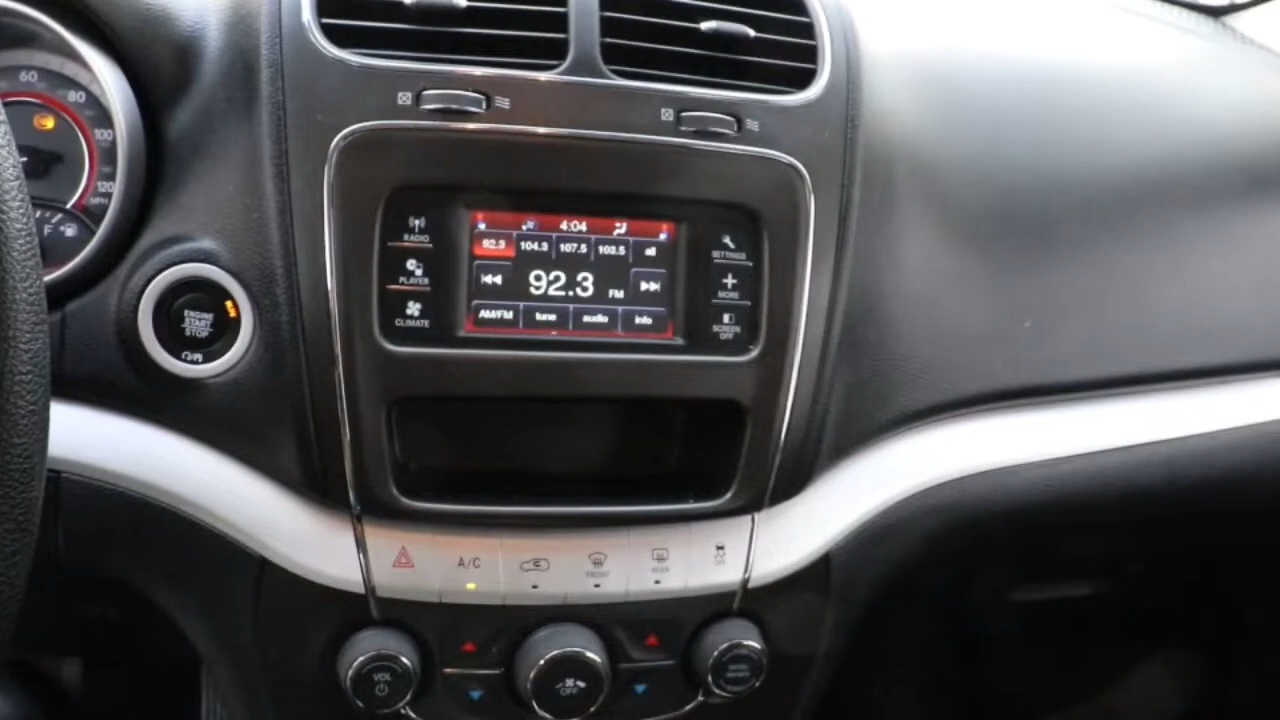 60
80
100
120
MPH
F
ENGINE
START
STOP
RUN
RADIO
PLAYER
CLIMATE
4:04
92.3 104.3 107.5 103.5 all
92.3 FM
AM/FM tune audio info
SETTINGS
MORE
SCREEN
OFF
A/C
FRONT
REAR
OFF
VOL
OFF